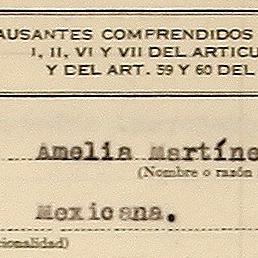 AUSANTES COMPRENDIDOS
I, II, VI Y VII DEL ARTICU
Y DEL ART. 59 Y 60 DEL
Amelia Martíne
(Nombre o razón
Mexicana.
cionalidad)